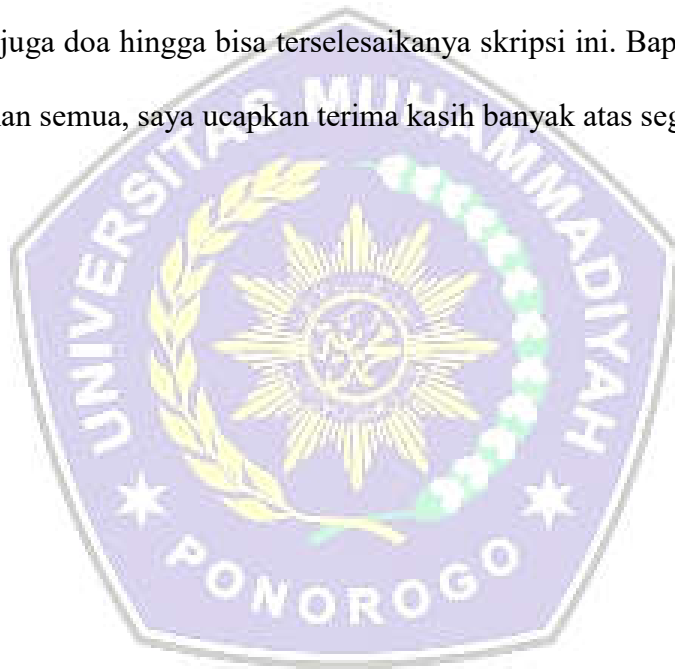 juga doa hingga bisa terselesaikanya skripsi ini. Bap
an semua, saya ucapkan terima kasih banyak atas seg
UNIVERSITAS MUHAMMADIYAH
PONOROGO